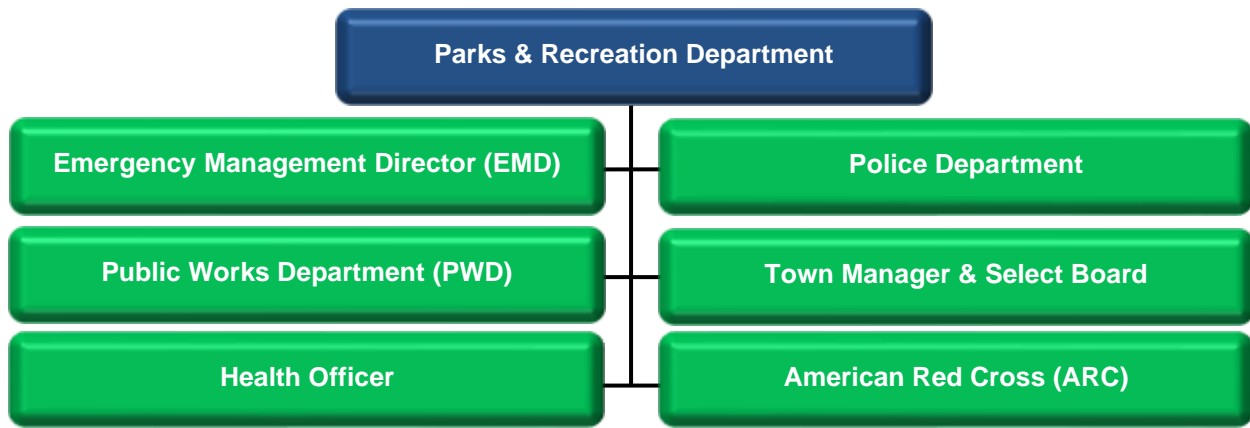 Parks & Recreation Department
Emergency Management Director (EMD)
Police Department
Public Works Department (PWD)
Town Manager & Select Board
Health Officer
American Red Cross (ARC)